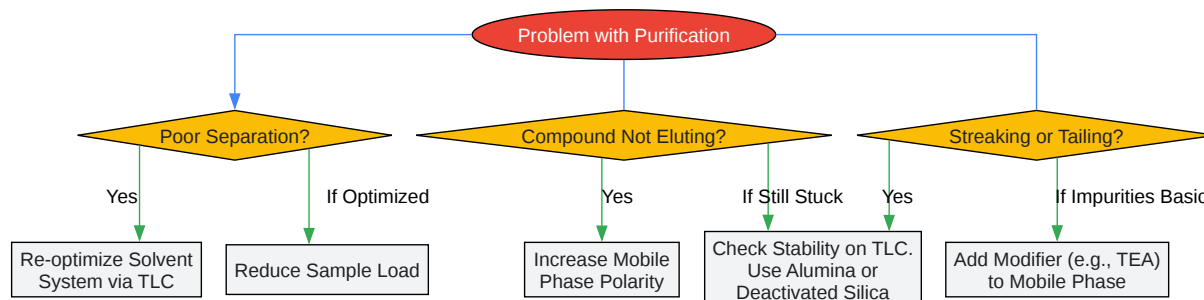 Problem with Purification
Poor Separation?
Compound Not Eluting?
Streaking or Tailing?
Yes
If Optimized
Yes
If Still Stuck
Yes
If Impurities Basic
Re-optimize Solvent
System via TLC
Reduce Sample Load
Increase Mobile
Phase Polarity
Check Stability on TLC.
Use Alumina or
Deactivated Silica
Add Modifier (e.g., TEA)
to Mobile Phase